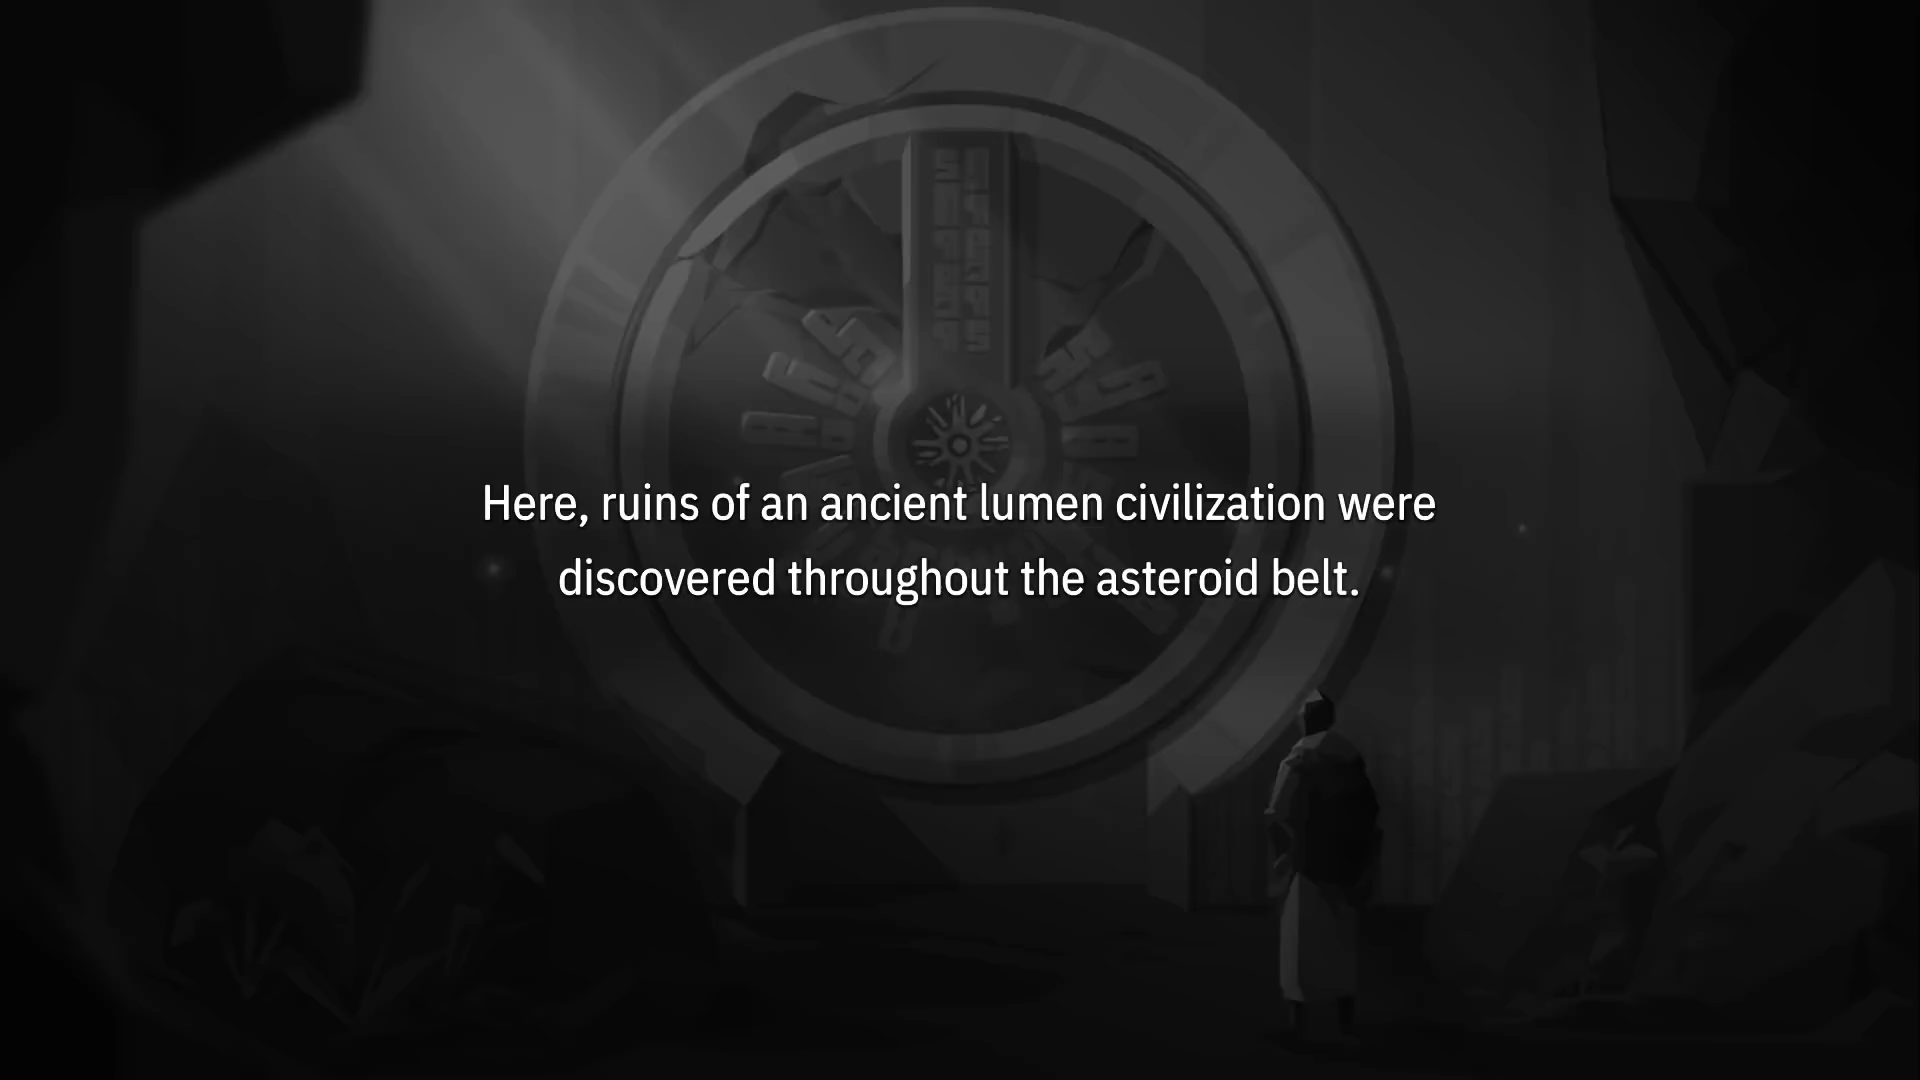 Here, ruins of an ancient lumen civilization were
discovered throughout the asteroid belt.